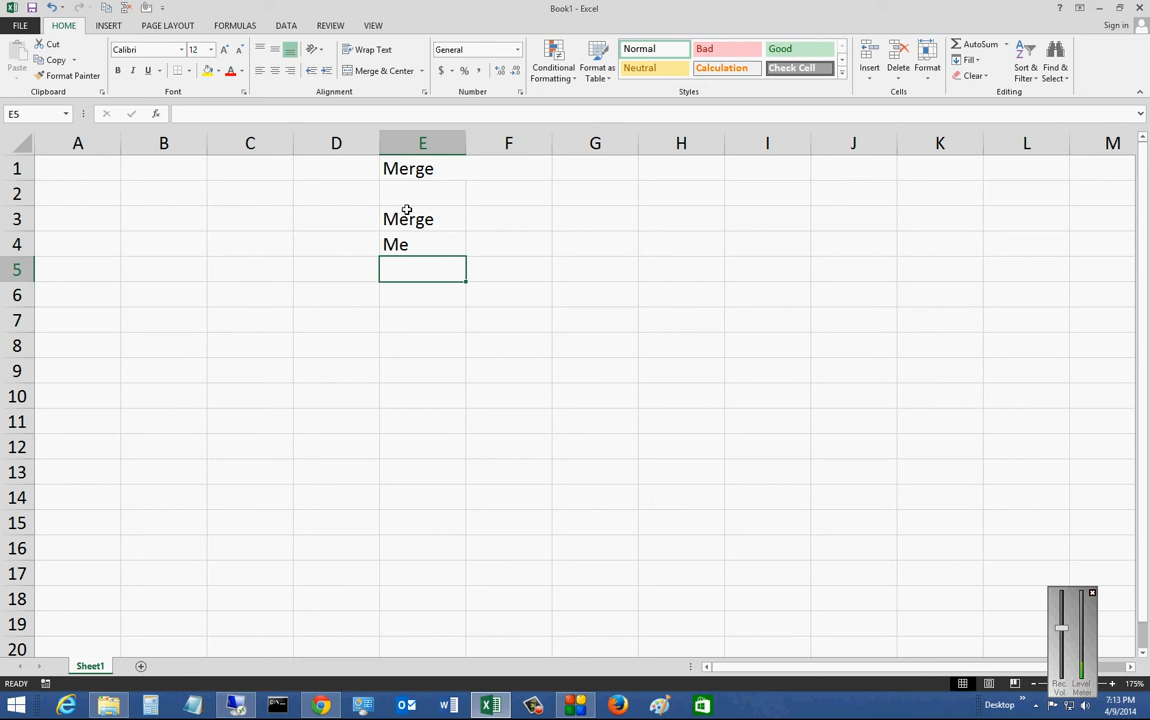 Book1 - Excel
FILE HOME INSERT PAGE LAYOUT FORMULAS DATA REVIEW VIEW Sign in
Paste Cut Copy Format Painter Clipboard
Calibri 12 B I U A Font
Wrap Text Merge & Center Alignment
General $ % , Number
Conditional Formatting Format as Table Normal Bad Good Neutral Calculation Check Cell Styles
Insert Delete Format Cells
AutoSum Fill Clear Sort & Filter Find & Select Editing
E5 fx
A B C D E F G H I J K L M
1 Merge
2
3 Merge
4 Me
5
6
7
8
9
10
11
12
13
14
15
16
17
18
19
20
Rec. Vol. Level Meter
Sheet1
READY 175%
Desktop 7:13 PM
4/9/2014